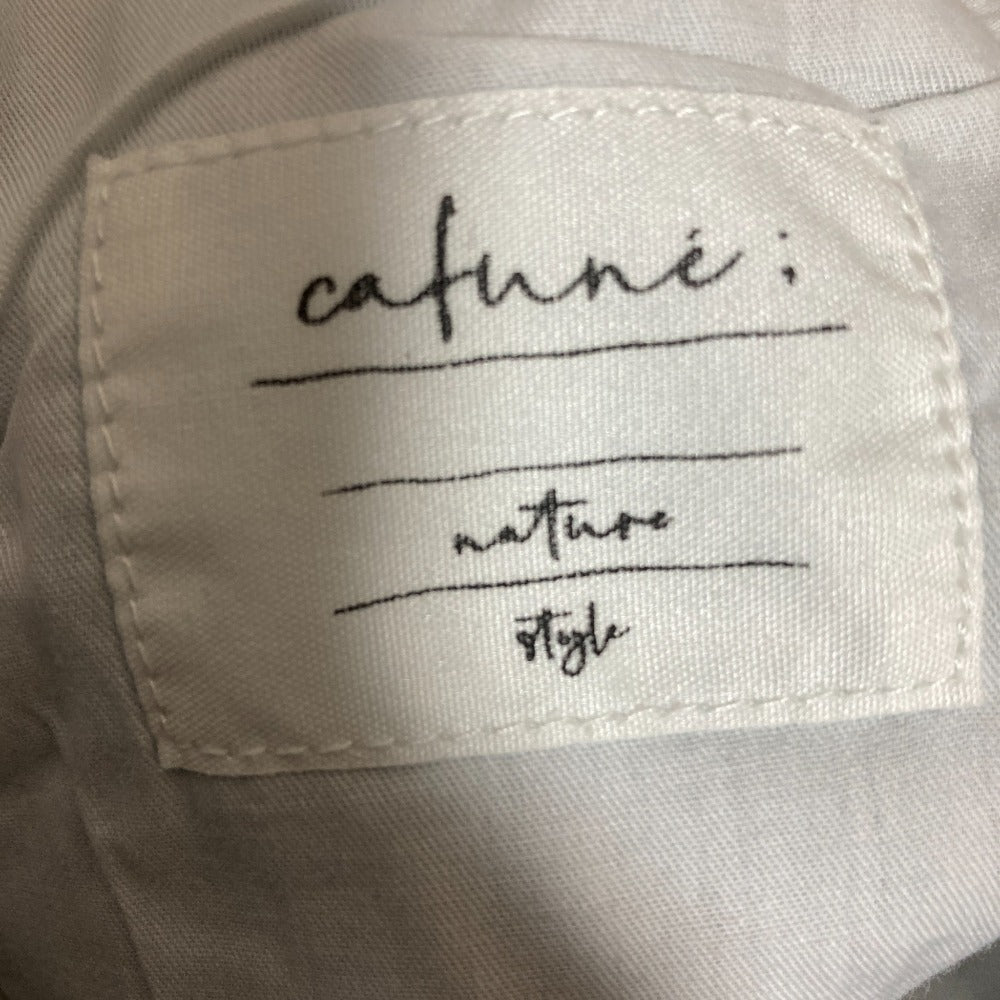 cafuné ;
nature
style